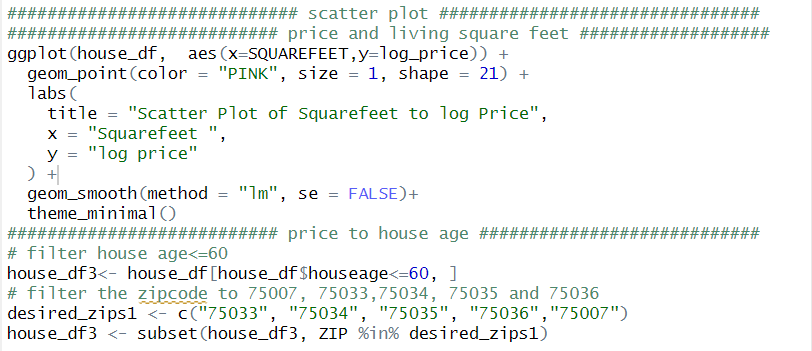 ############################# scatter plot ################################
########################### price and living square feet ###################
ggplot(house_df,  aes(x=SQUAREFEET,y=log_price)) +
  geom_point(color = "PINK", size = 1, shape = 21) +
  labs(
    title = "Scatter Plot of Squarefeet to log Price",
    x = "Squarefeet ",
    y = "log price"
  ) +
  geom_smooth(method = "lm", se = FALSE)+
  theme_minimal()
########################### price to house age ############################
# filter house age<=60
house_df3<- house_df[house_df$houseage<=60, ]
# filter the zipcode to 75007, 75033,75034, 75035 and 75036
desired_zips1 <- c("75033", "75034", "75035", "75036","75007")
house_df3 <- subset(house_df3, ZIP %in% desired_zips1)